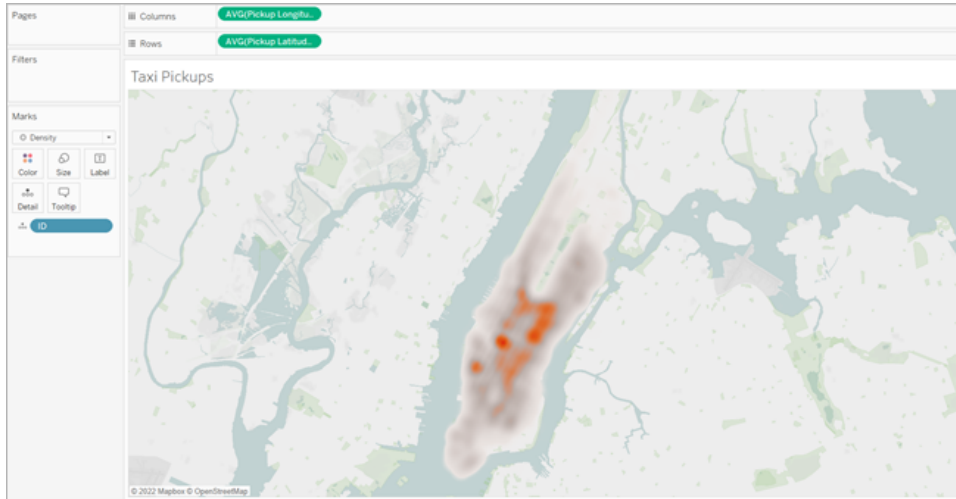 Pages
Columns
AVG(Pickup Longitu..
Rows
AVG(Pickup Latitud..
Filters
Taxi Pickups
Marks
Density
Color
Size
Label
Detail
Tooltip
ID
© 2022 Mapbox © OpenStreetMap